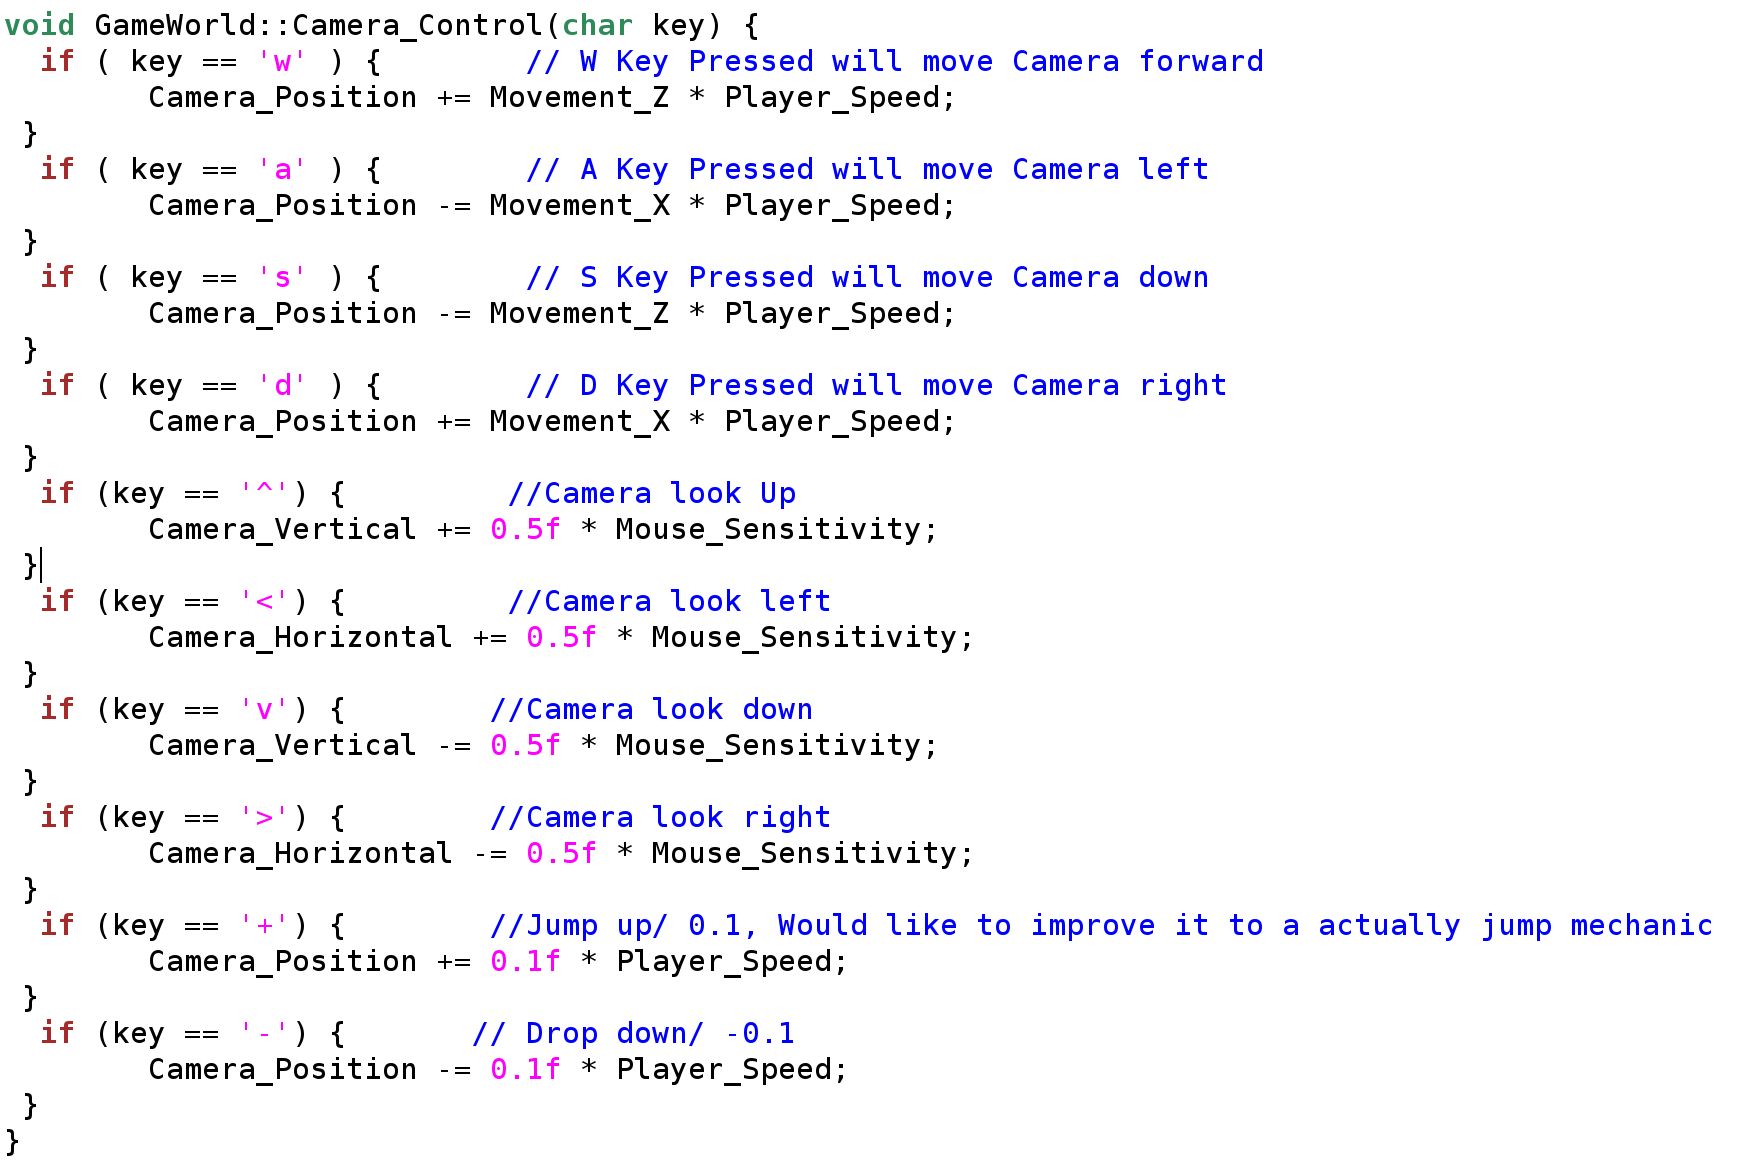 void GameWorld::Camera_Control(char key) {
  if ( key == 'w' ) {        // W Key Pressed will move Camera forward
        Camera_Position += Movement_Z * Player_Speed;
 }
  if ( key == 'a' ) {        // A Key Pressed will move Camera left
        Camera_Position -= Movement_X * Player_Speed;
 }
  if ( key == 's' ) {        // S Key Pressed will move Camera down
        Camera_Position -= Movement_Z * Player_Speed;
 }
  if ( key == 'd' ) {        // D Key Pressed will move Camera right
        Camera_Position += Movement_X * Player_Speed;
 }
  if (key == '^') {         //Camera look Up
        Camera_Vertical += 0.5f * Mouse_Sensitivity;
 }
  if (key == '<') {         //Camera look left
        Camera_Horizontal += 0.5f * Mouse_Sensitivity;
 }
  if (key == 'v') {        //Camera look down
        Camera_Vertical -= 0.5f * Mouse_Sensitivity;
 }
  if (key == '>') {        //Camera look right
        Camera_Horizontal -= 0.5f * Mouse_Sensitivity;
 }
  if (key == '+') {        //Jump up/ 0.1, Would like to improve it to a actually jump mechanic
        Camera_Position += 0.1f * Player_Speed;
 }
  if (key == '-') {       // Drop down/ -0.1
        Camera_Position -= 0.1f * Player_Speed;
 }
}